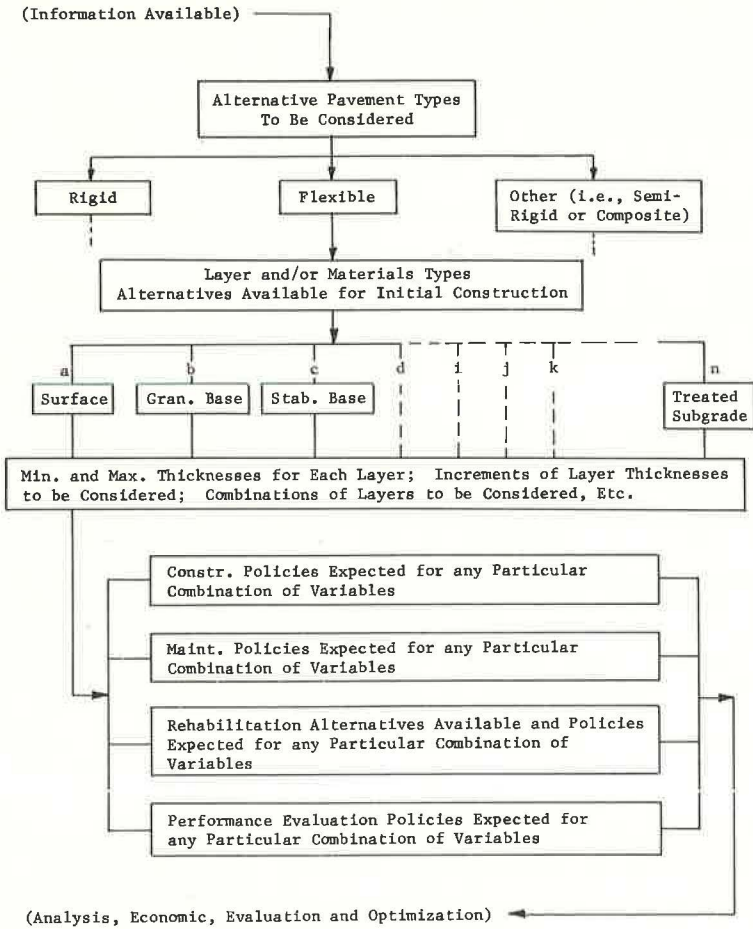 (Information Available)
Alternative Pavement Types
To Be Considered
Rigid
Flexible
Other (i.e., Semi-
Rigid or Composite)
Layer and/or Materials Types
Alternatives Available for Initial Construction
a
b
c
d
i
j
k
n
Surface
Gran. Base
Stab. Base
Treated
Subgrade
Min. and Max. Thicknesses for Each Layer; Increments of Layer Thicknesses
to be Considered; Combinations of Layers to be Considered, Etc.
Constr. Policies Expected for any Particular
Combination of Variables
Maint. Policies Expected for any Particular
Combination of Variables
Rehabilitation Alternatives Available and Policies
Expected for any Particular Combination of
Variables
Performance Evaluation Policies Expected for
any Particular Combination of Variables
(Analysis, Economic, Evaluation and Optimization)